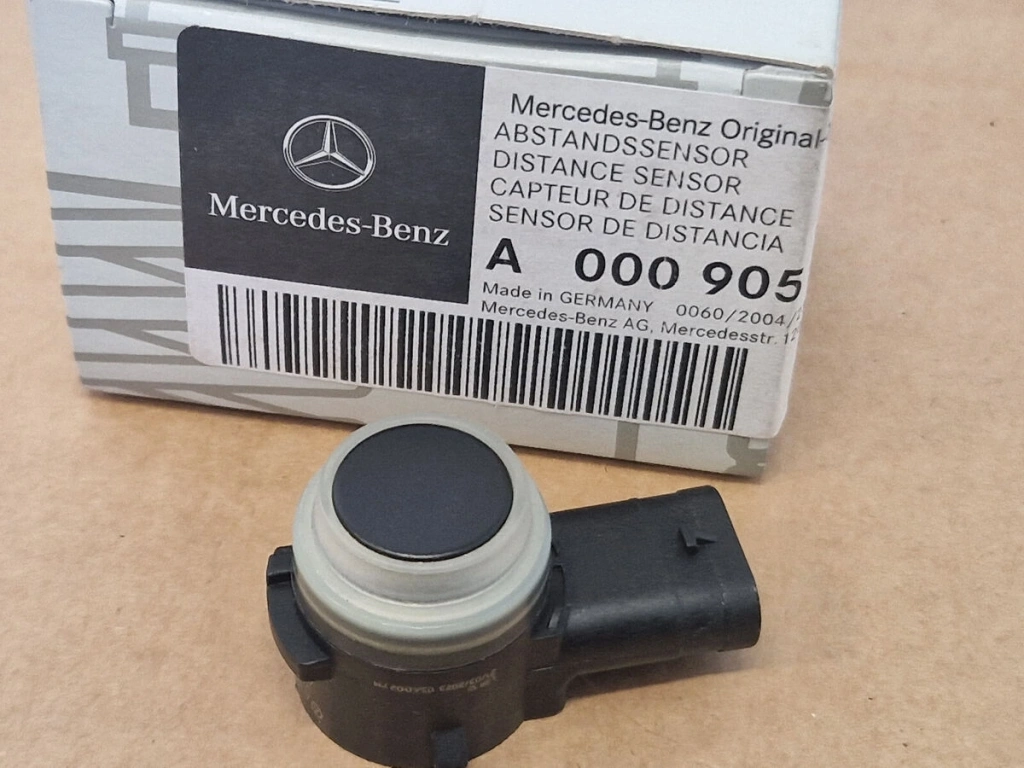 Mercedes-Benz
Mercedes-Benz Original-
ABSTANDSSENSOR
DISTANCE SENSOR
CAPTEUR DE DISTANCE
SENSOR DE DISTANCIA
A 000 905
Made in GERMANY 0060/2004/
Mercedes-Benz AG, Mercedesstr. 12